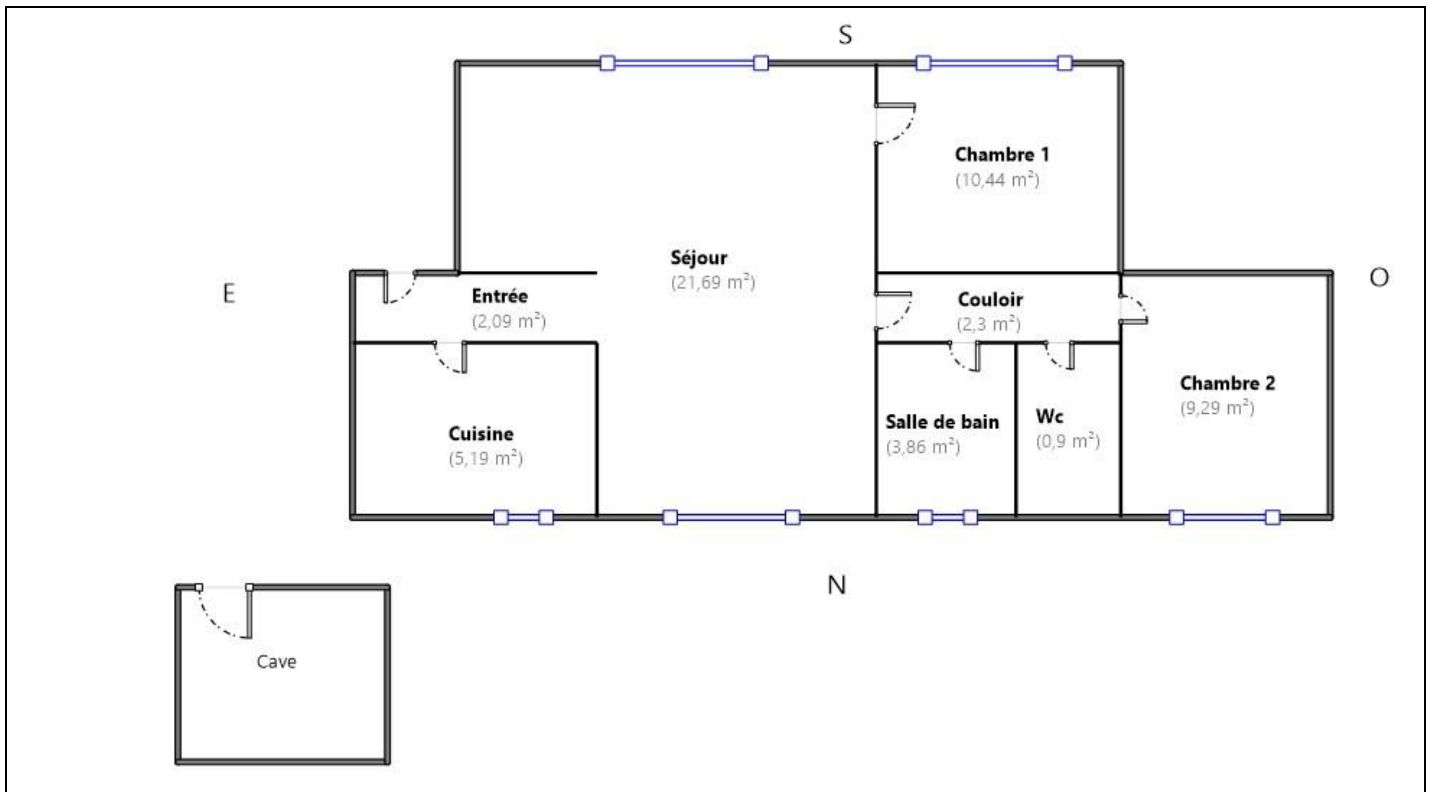 S
Chambre 1
(10,44 m²)
Séjour
(21,69 m²)
E
O
Entrée
(2,09 m²)
Couloir
(2,3 m²)
Chambre 2
(9,29 m²)
Salle de bain
(3,86 m²)
Wc
(0,9 m²)
Cuisine
(5,19 m²)
N
Cave